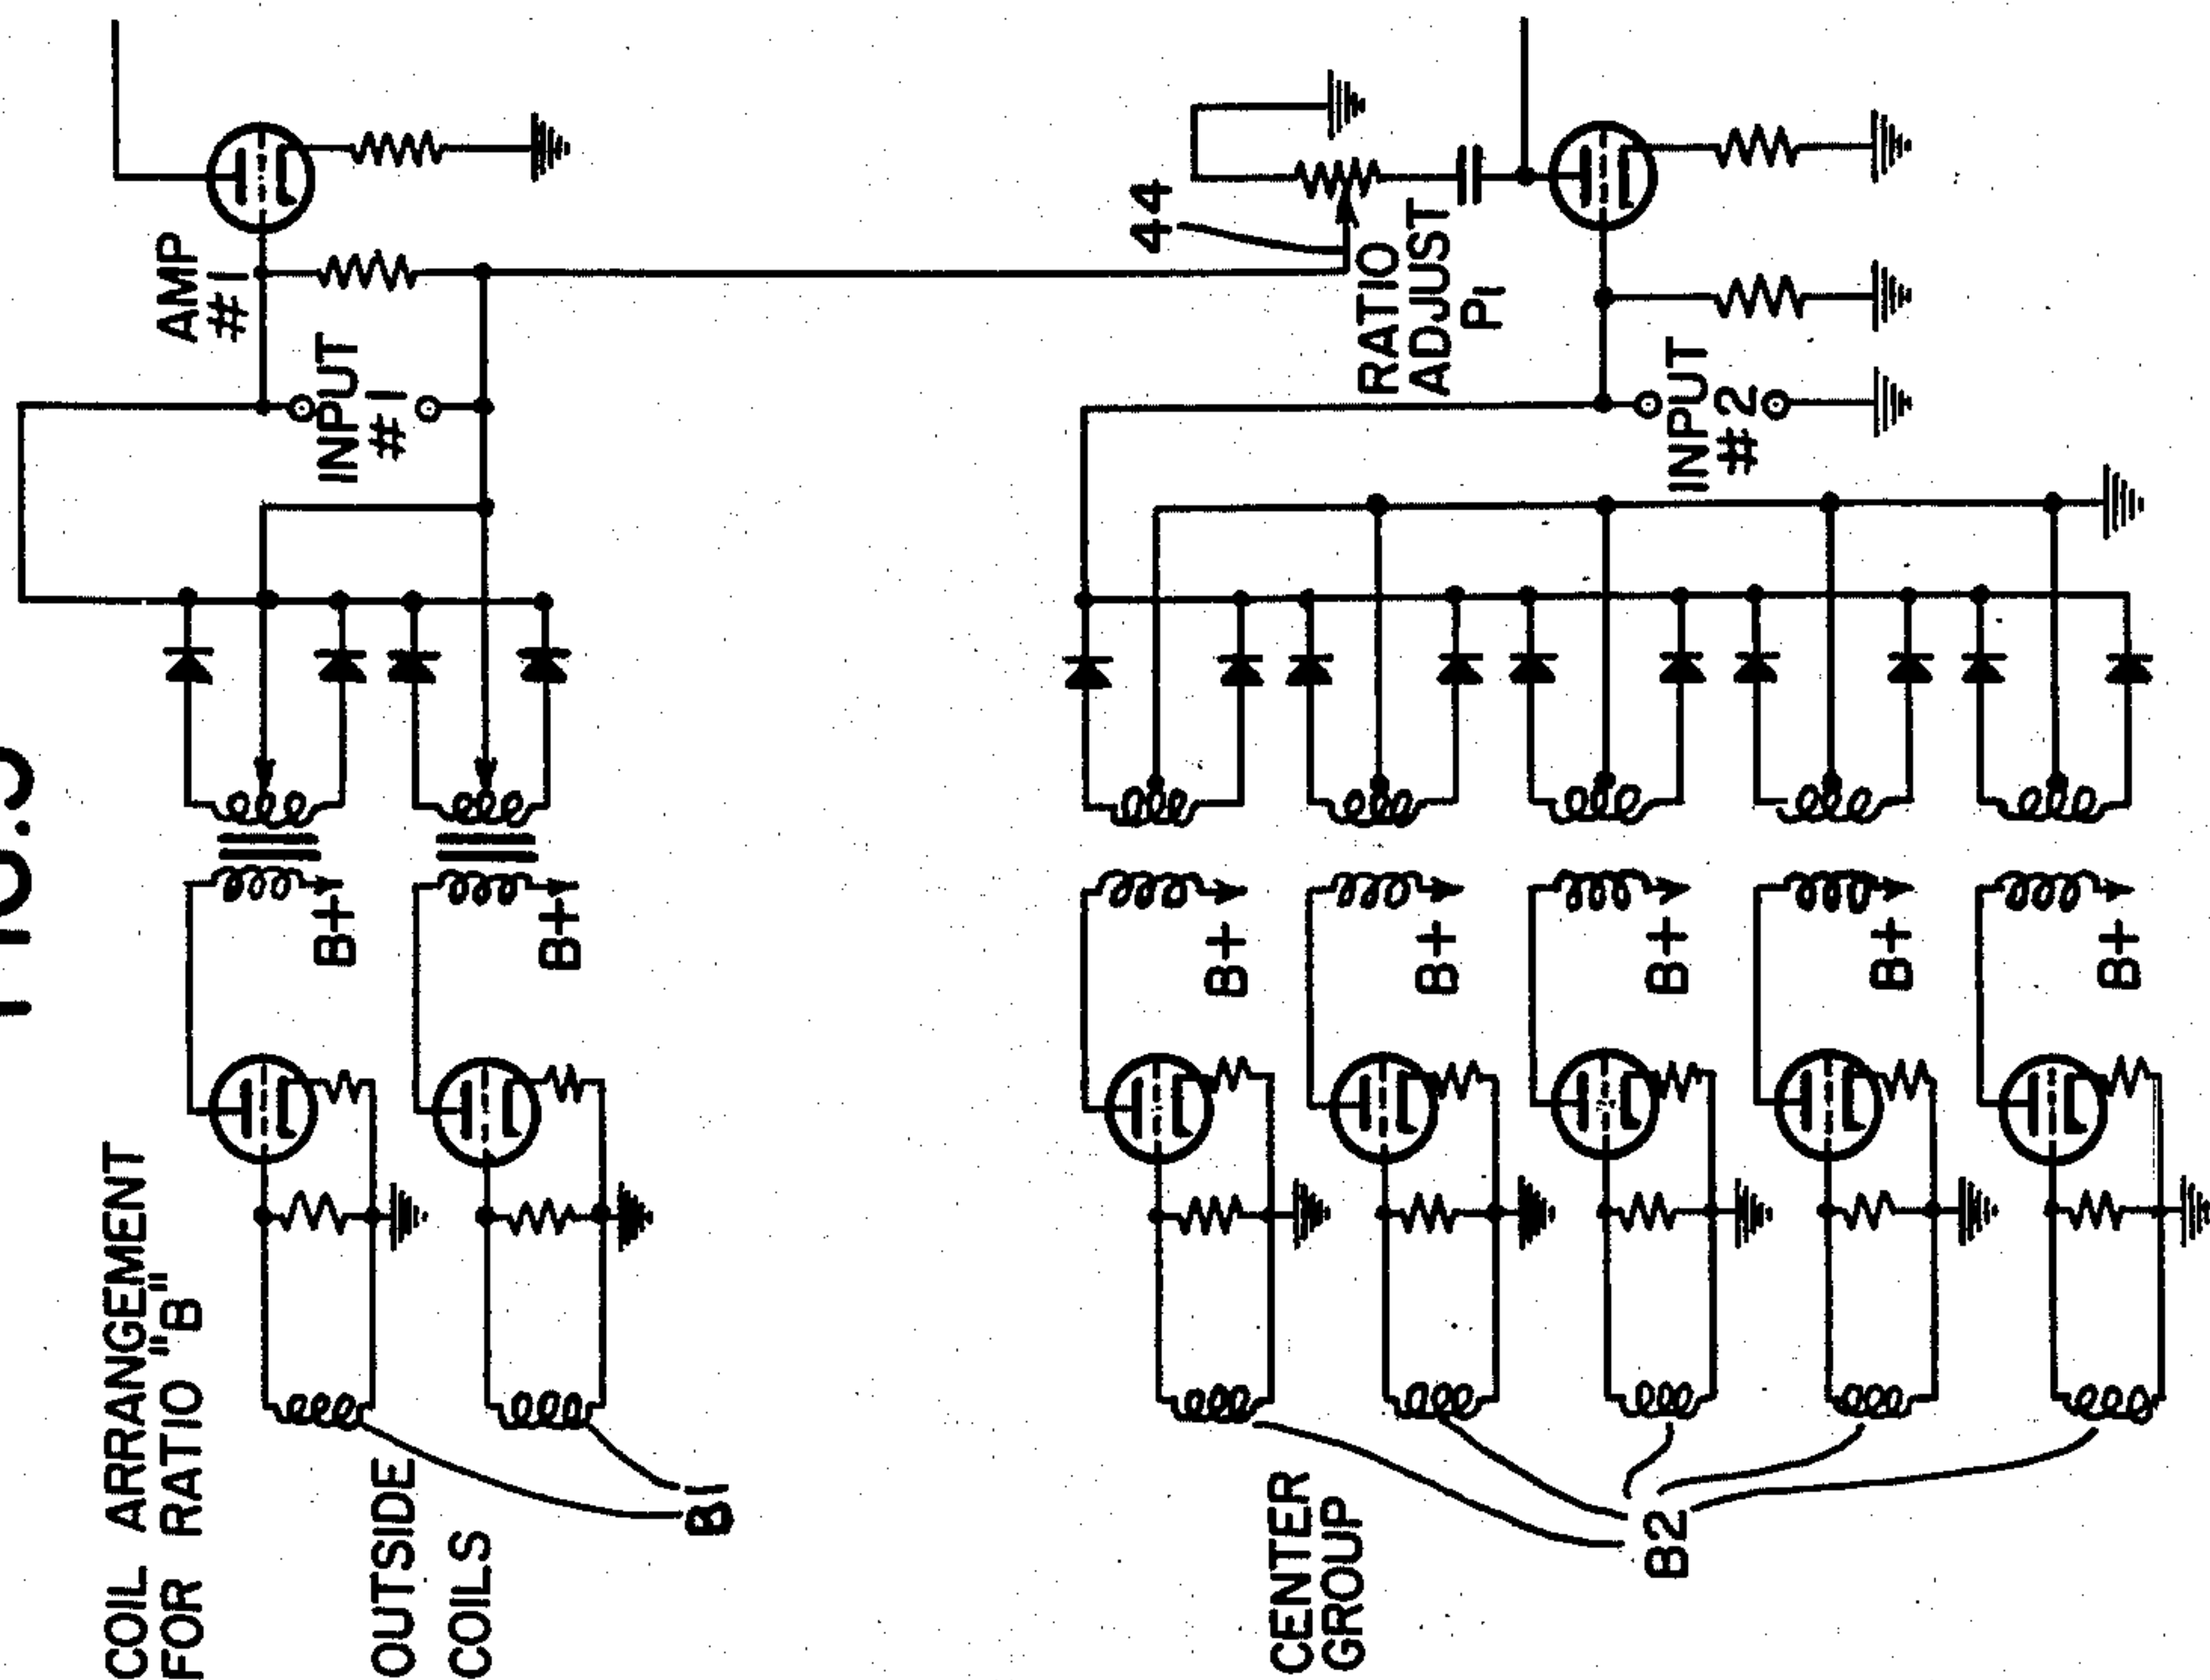 COIL ARRANGEMENT
FOR RATIO "B"
OUTSIDE
COILS
B1
CENTER
GROUP
B2
B+
B+
B+
B+
B+
B+
B+
AMP
#1
INPUT
#1
44
RATIO
ADJUST
P1
INPUT
#2